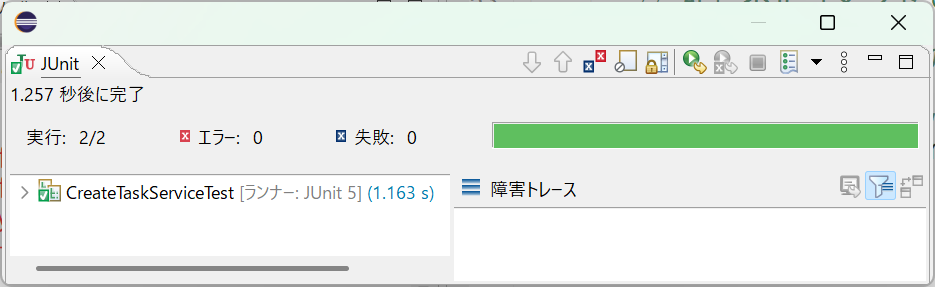 JUnit
1.257 秒後に完了
実行: 2/2 エラー: 0 失敗: 0
CreateTaskServiceTest [ランナー: JUnit 5] (1.163 s)
障害トレース